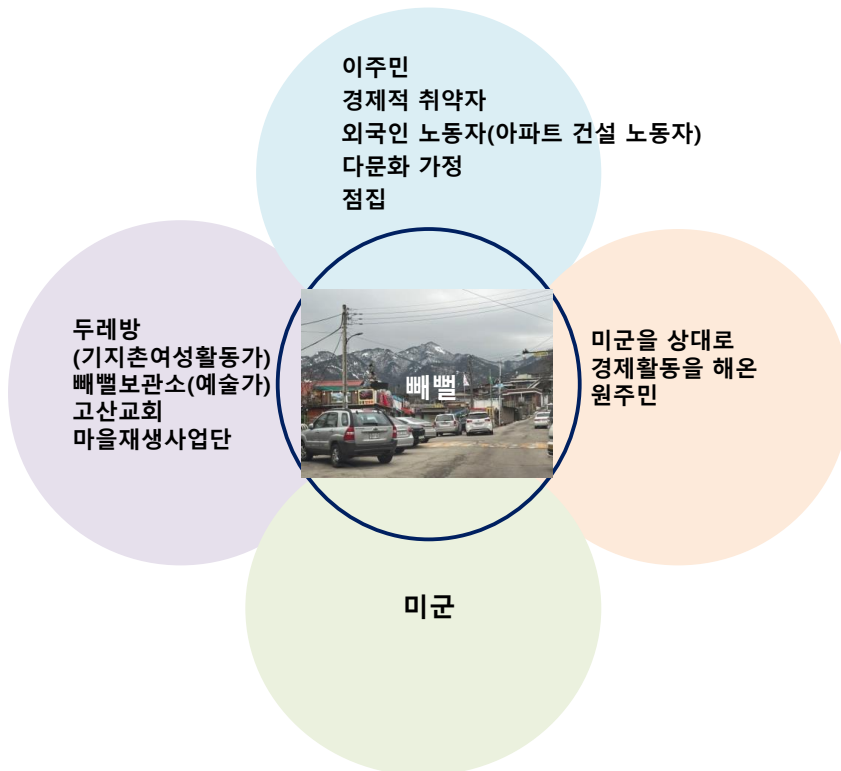 이주민
경제적 취약자
외국인 노동자(아파트 건설 노동자)
다문화 가정
점집
두레방
(기지촌여성활동가)
빼뻘보관소(예술가)
고산교회
마을재생사업단
빼뻘
미군을 상대로
경제활동을 해온
원주민
미군